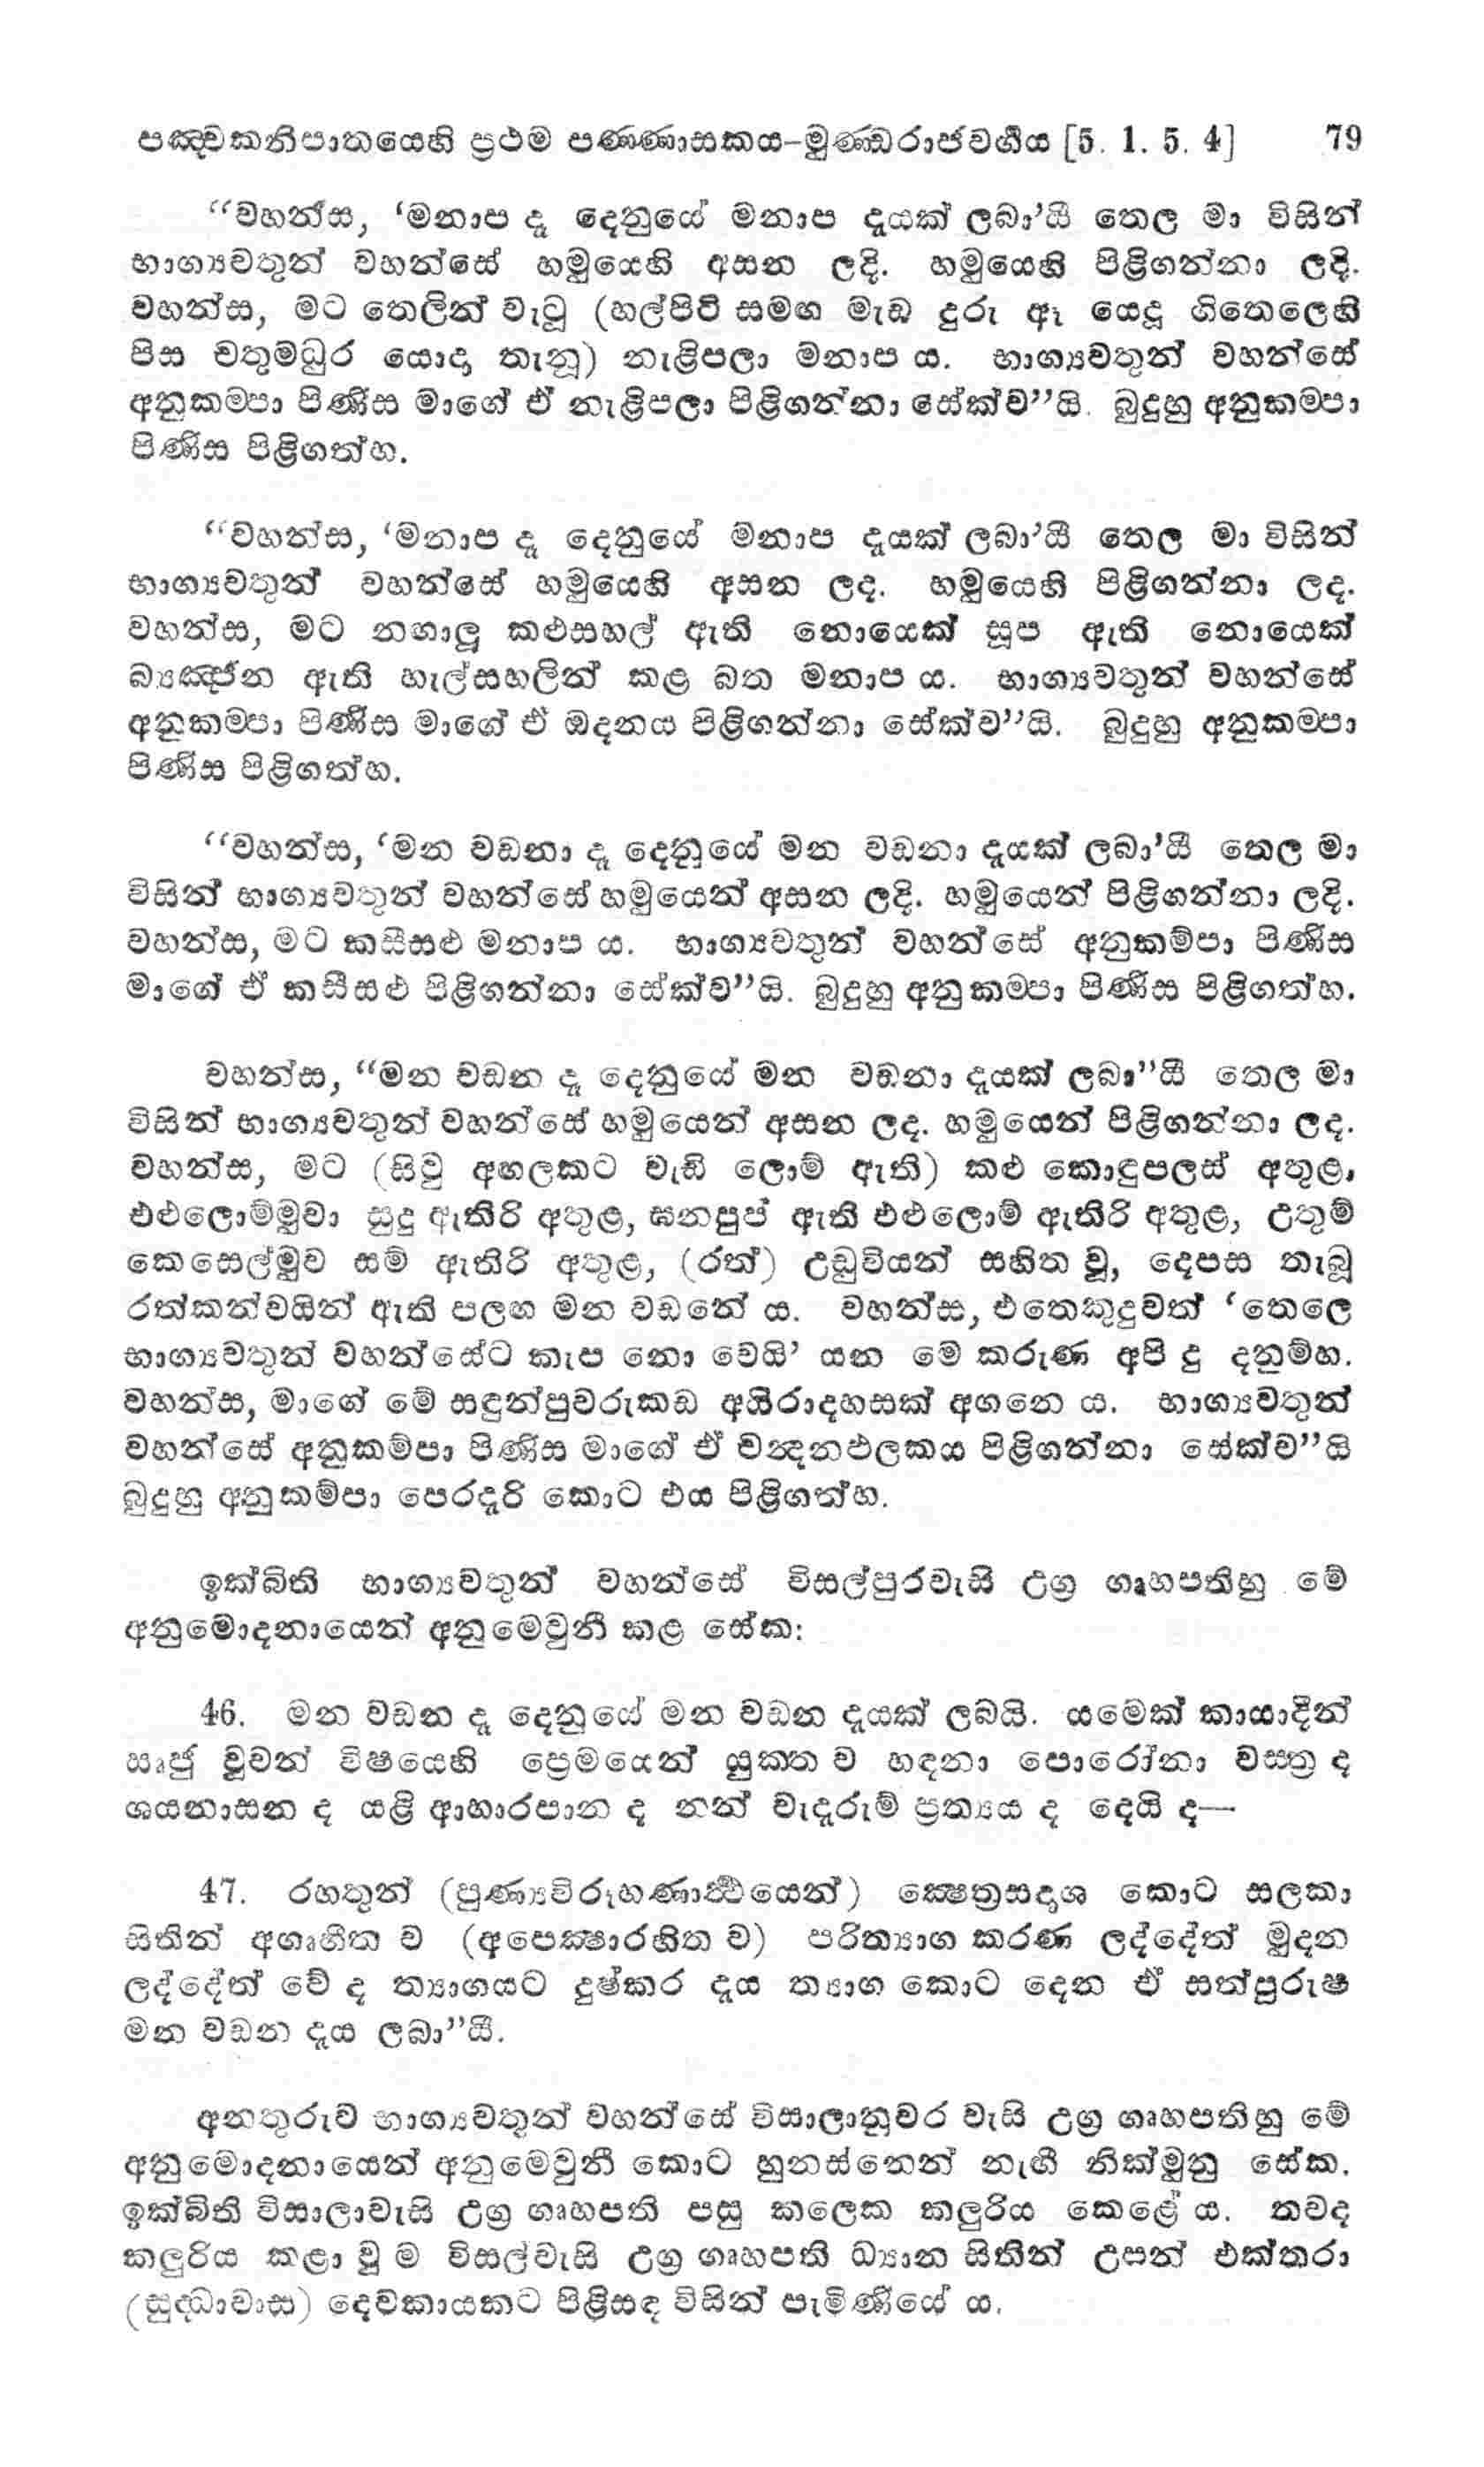 පඤ්චකනිපාතයෙහි ප්‍රථම පණ්ණාසකය-මුණ්ඩරාජවර්‍ගය [5. 1. 5. 4] 79
“වහන්ස, ‘මනාප දෑ දෙනුයේ මනාප දෑයක් ලබා’යී තෙල මා විසින්
භාග්‍යවතුන් වහන්සේ හමුයෙහි අසන ලදි. හමුයෙහි පිළිගන්නා ලදි.
වහන්ස, මට තෙලින් වැටූ (හල්පිටි සමඟ මැඩ දුරු ඈ යෙදූ ගිතෙලෙහි
පිස චතුමධුර යොදා තැනූ) නැළිපලා මනාප ය. භාග්‍යවතුන් වහන්සේ
අනුකම්පා පිණිස මාගේ ඒ නැළිපලා පිළිගන්නා සේක්ව”යි. බුදුහු අනුකම්පා
පිණිස පිළිගත්හ.
“වහන්ස, ‘මනාප දෑ දෙනුයේ මනාප දෑයක් ලබා’යී තෙල මා විසින්
භාග්‍යවතුන් වහන්සේ හමුයෙහි අසන ලද. හමුයෙහි පිළිගන්නා ලද.
වහන්ස, මට නගාලූ කළුසහල් ඇති නොයෙක් සූප ඇති නොයෙක්
බ්‍යඤ්ජන ඇති හැල්සහලින් කළ බත මනාප ය. භාග්‍යවතුන් වහන්සේ
අනුකම්පා පිණිස මාගේ ඒ ඔදනය පිළිගන්නා සේක්ව”යි. බුදුහු අනුකම්පා
පිණිස පිළිගත්හ.
“වහන්ස, ‘මන වඩනා දෑ දෙනුයේ මන වඩනා දෑයක් ලබා’යී තෙල මා
විසින් භාග්‍යවතුන් වහන්සේ හමුයෙන් අසන ලදි. හමුයෙන් පිළිගන්නා ලදි.
වහන්ස, මට කසීසළු මනාප ය. භාග්‍යවතුන් වහන්සේ අනුකම්පා පිණිස
මාගේ ඒ කසීසළු පිළිගන්නා සේක්ව”යි. බුදුහු අනුකම්පා පිණිස පිළිගත්හ.
වහන්ස, “මන වඩන දෑ දෙනුයේ මන වඩනා දෑයක් ලබා”යී තෙල මා
විසින් භාග්‍යවතුන් වහන්සේ හමුයෙන් අසන ලද. හමුයෙන් පිළිගන්නා ලද.
වහන්ස, මට (සිවු අඟලකට වැඩි ලොම් ඇති) කළු කොඳුපලස් අතුළ,
එළුලොම්මුවා සුදු ඇතිරි අතුළ, ඝනපුප් ඇති එළුලොම් ඇතිරි අතුළ, උතුම්
කෙසෙල්මුව සම් ඇතිරි අතුළ, (රත්) උඩුවියන් සහිත වූ, දෙපස තැබූ
රත්කන්වයින් ඇති පලඟ මන වඩනේ ය. වහන්ස, එතෙකුදුවත් ‘තෙලෙ
භාග්‍යවතුන් වහන්සේට කැප නො වෙයි’ යන මෙ කරුණ අපි දු දනුම්හ.
වහන්ස, මාගේ මේ සඳුන්පුවරුකඩ අයිරාදහසක් අගනෙ ය. භාග්‍යවතුන්
වහන්සේ අනුකම්පා පිණිස මාගේ ඒ චන්‍දනඵලකය පිළිගන්නා සේක්ව”යි
බුදුහු අනුකම්පා පෙරදැරි කොට එය පිළිගත්හ.
ඉක්බිති භාග්‍යවතුන් වහන්සේ විසල්පුරවැසි උග්‍ර ගෘහපතිහු මේ
අනුමොදනායෙන් අනුමෙවුනී කළ සේක:
46. මන වඩන දෑ දෙනුයේ මන වඩන දෑයක් ලබයි. යමෙක් කායාදීන්
ඍජු වූවන් විෂයෙහි ප්‍රෙමයෙන් යුක්ත ව හඳනා පොරෝනා වස්ත්‍ර ද
ශයනාසන ද යළි ආහාරපාන ද නන් වැදෑරුම් ප්‍රත්‍යය ද දෙයි ද—
47. රහතුන් (පුණ්‍යවිරූහණාර්‍ථයෙන්) ක්‍ෂෙත්‍රසදෘශ කොට සලකා
සිතින් අගෘහීත ව (අපෙක්‍ෂාරහිත ව) පරිත්‍යාග කරණ ලද්දේත් මුදන
ලද්දේත් වේ ද ත්‍යාගයට දුෂ්කර දෑය ත්‍යාග කොට දෙන ඒ සත්පුරුෂ
මන වඩන දෑය ලබා”යී.
අනතුරුව භාග්‍යවතුන් වහන්සේ විසාලානුවර වැසි උග්‍ර ගෘහපතිහු මේ
අනුමොදනායෙන් අනුමෙවුනී කොට හුනස්නෙන් නැඟී නික්මුනු සේක.
ඉක්බිති විසාලාවැසි උග්‍ර ගෘහපති පසු කලෙක කලුරිය කෙළේ ය. තවද
කලුරිය කළා වූ ම විසල්වැසි උග්‍ර ගෘහපති ධ්‍යාන සිතින් උපන් එක්තරා
(සුද්ධාවාස) දෙව්කායකට පිළිසඳ විසින් පැමිණියේ ය.